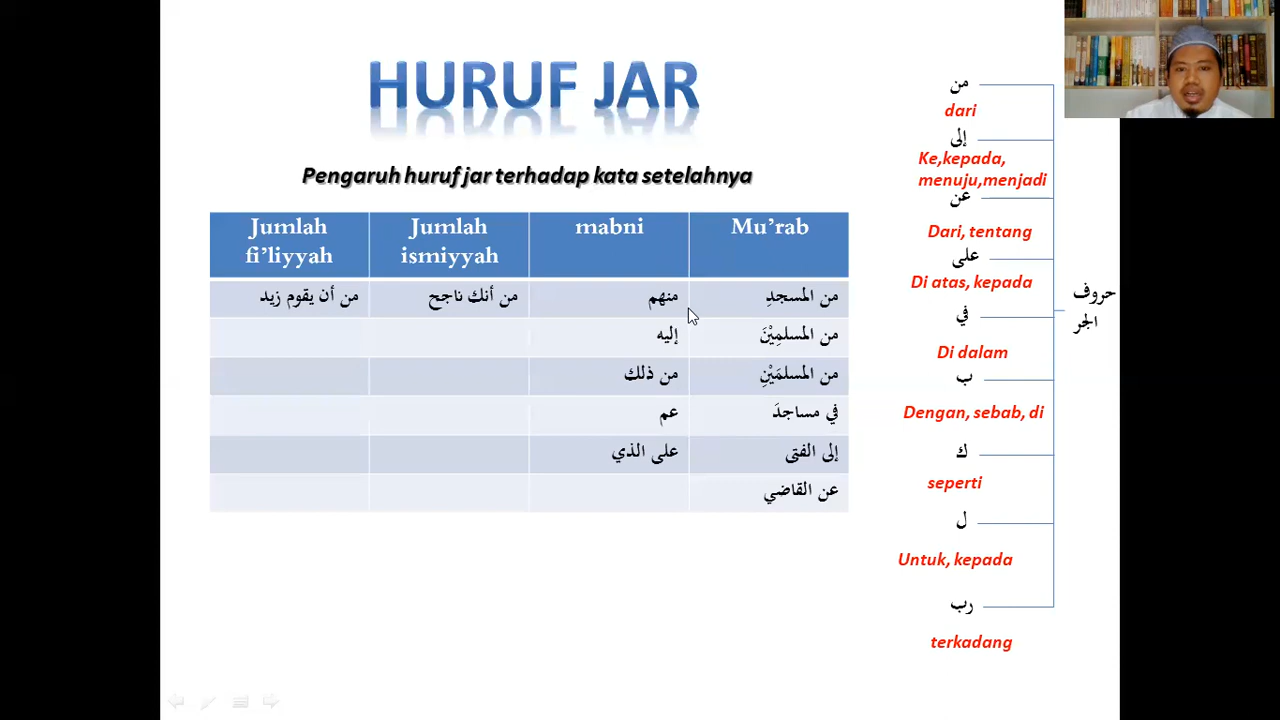 HURUF JAR
Pengaruh huruf jar terhadap kata setelahnya
Jumlah fi’liyyah	Jumlah ismiyyah	mabni	Mu’rab
من أن يقوم زيد	من أنك ناجح	منهم	من المسجدِ
إليه	من المسلمِيْنَ
من ذلك	من المسلمَيْنِ
عم	في مساجدَ
على الذي	إلى الفتى
عن القاضي
حروف
الجر
من
dari
إلى
Ke,kepada,
menuju,menjadi
عن
Dari, tentang
على
Di atas, kepada
في
Di dalam
ب
Dengan, sebab, di
ك
seperti
ل
Untuk, kepada
رب
terkadang